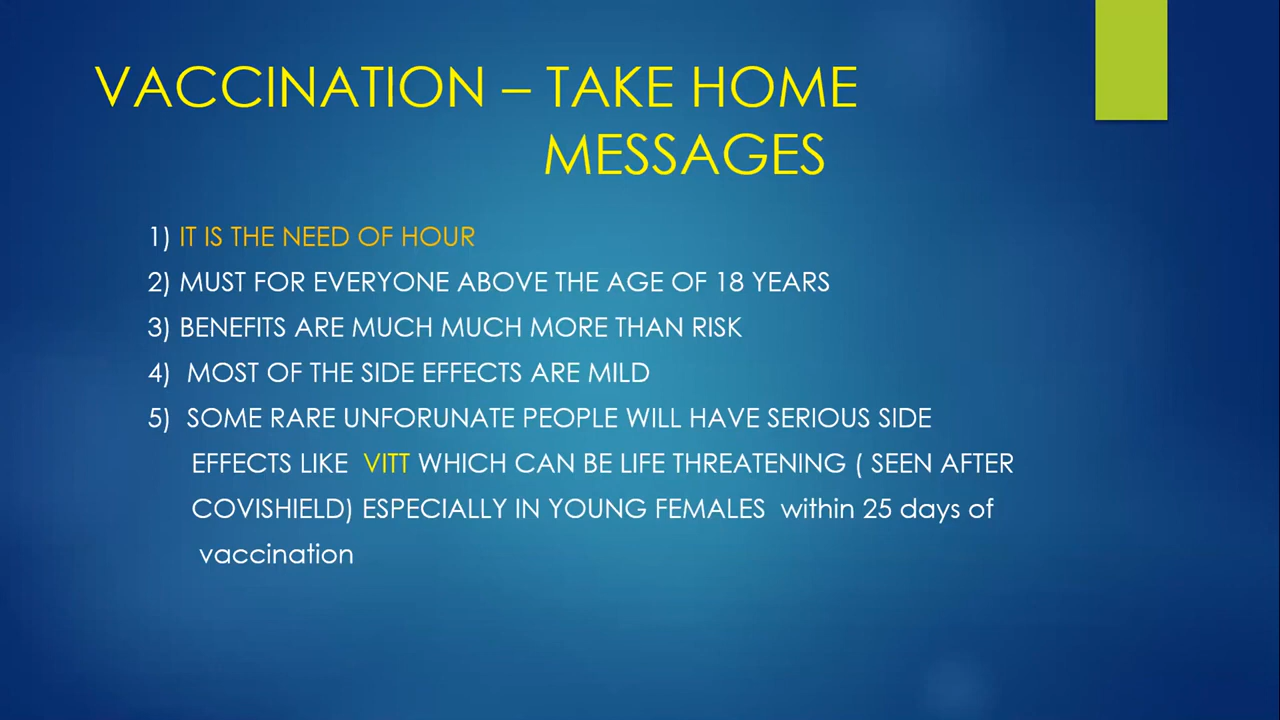 VACCINATION – TAKE HOME
MESSAGES
1) IT IS THE NEED OF HOUR
2) MUST FOR EVERYONE ABOVE THE AGE OF 18 YEARS
3) BENEFITS ARE MUCH MUCH MORE THAN RISK
4) MOST OF THE SIDE EFFECTS ARE MILD
5) SOME RARE UNFORUNATE PEOPLE WILL HAVE SERIOUS SIDE
EFFECTS LIKE VITT WHICH CAN BE LIFE THREATENING ( SEEN AFTER
COVISHIELD) ESPECIALLY IN YOUNG FEMALES within 25 days of
vaccination